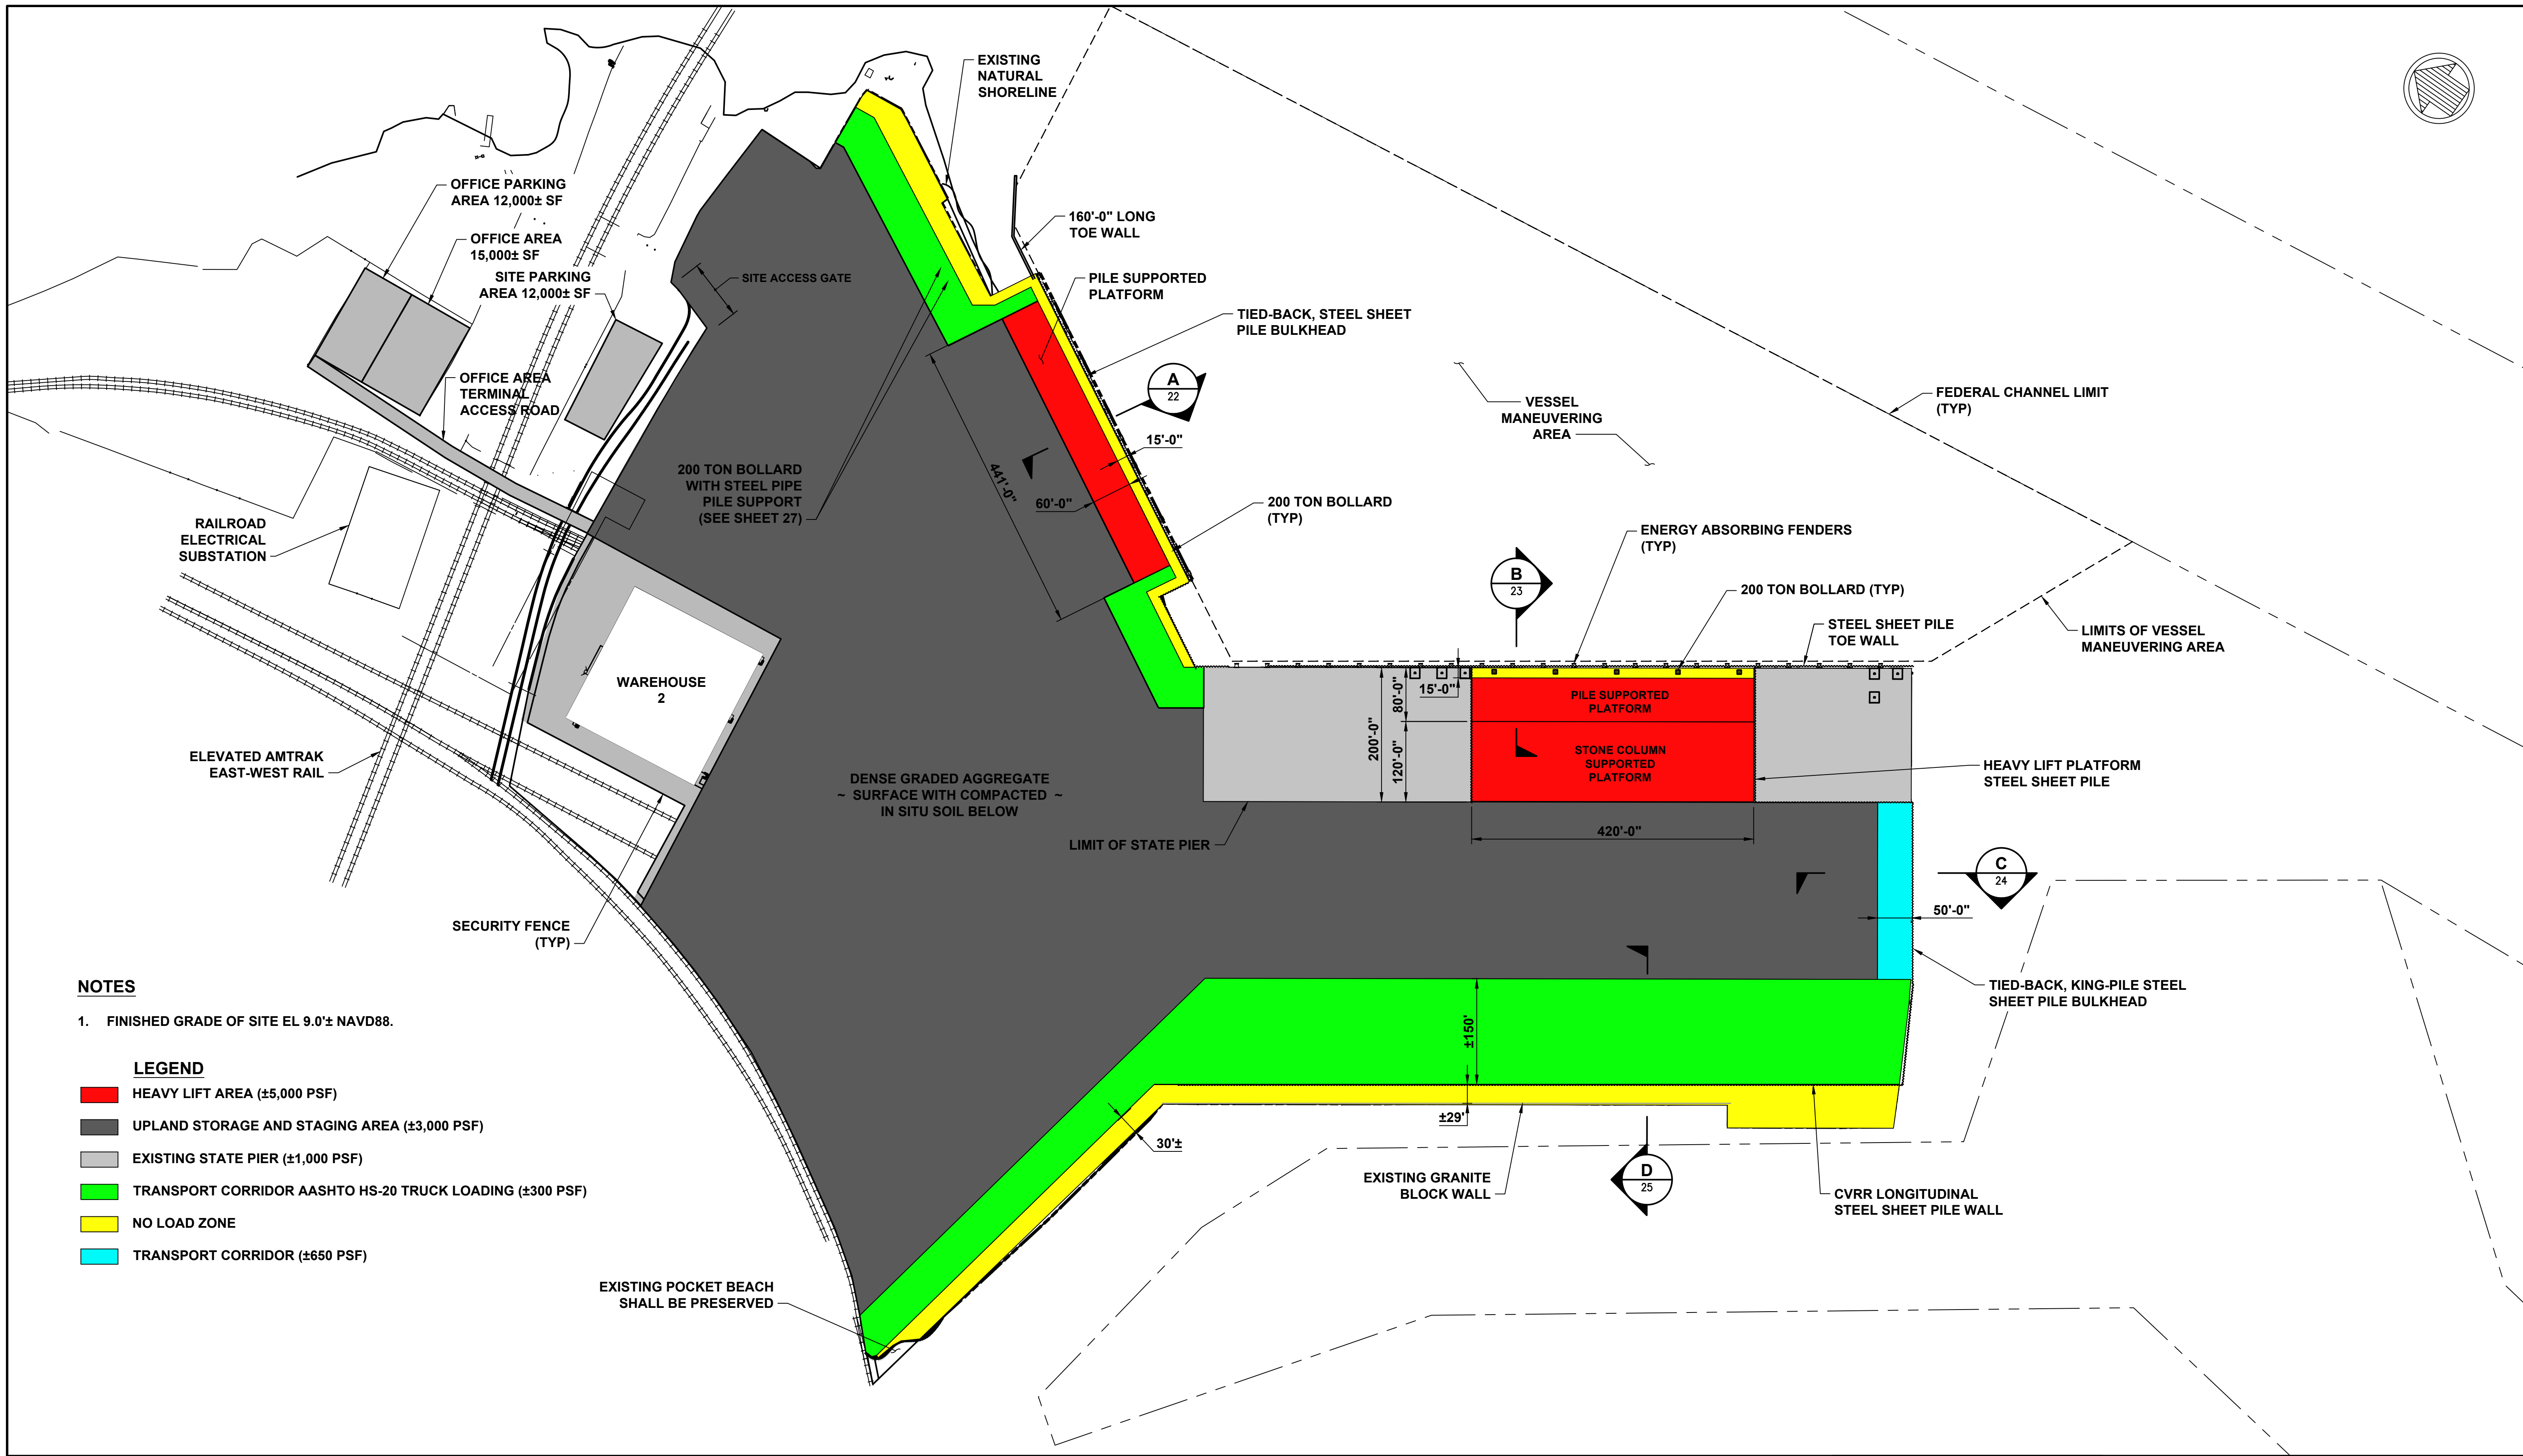 EXISTING
NATURAL
SHORELINE
OFFICE PARKING
AREA 12,000± SF
OFFICE AREA
15,000± SF
SITE PARKING
AREA 12,000± SF
SITE ACCESS GATE
160'-0" LONG
TOE WALL
PILE SUPPORTED
PLATFORM
TIED-BACK, STEEL SHEET
PILE BULKHEAD
A
22
OFFICE AREA
TERMINAL
ACCESS ROAD
VESSEL
MANEUVERING
AREA
FEDERAL CHANNEL LIMIT
(TYP)
15'-0"
441'-0"
60'-0"
200 TON BOLLARD
WITH STEEL PIPE
PILE SUPPORT
(SEE SHEET 27)
200 TON BOLLARD
(TYP)
RAILROAD
ELECTRICAL
SUBSTATION
ENERGY ABSORBING FENDERS
(TYP)
B
23
200 TON BOLLARD (TYP)
STEEL SHEET PILE
TOE WALL
LIMITS OF VESSEL
MANEUVERING AREA
WAREHOUSE
2
15'-0"
80'-0"
200'-0"
120'-0"
PILE SUPPORTED
PLATFORM
STONE COLUMN
SUPPORTED
PLATFORM
ELEVATED AMTRAK
EAST-WEST RAIL
DENSE GRADED AGGREGATE
~ SURFACE WITH COMPACTED ~
IN SITU SOIL BELOW
HEAVY LIFT PLATFORM
STEEL SHEET PILE
LIMIT OF STATE PIER
420'-0"
C
24
50'-0"
SECURITY FENCE
(TYP)
TIED-BACK, KING-PILE STEEL
SHEET PILE BULKHEAD
±150'
±29'
30'±
EXISTING GRANITE
BLOCK WALL
D
25
CVRR LONGITUDINAL
STEEL SHEET PILE WALL
EXISTING POCKET BEACH
SHALL BE PRESERVED
NOTES
1. FINISHED GRADE OF SITE EL 9.0'± NAVD88.
LEGEND
HEAVY LIFT AREA (±5,000 PSF)
UPLAND STORAGE AND STAGING AREA (±3,000 PSF)
EXISTING STATE PIER (±1,000 PSF)
TRANSPORT CORRIDOR AASHTO HS-20 TRUCK LOADING (±300 PSF)
NO LOAD ZONE
TRANSPORT CORRIDOR (±650 PSF)